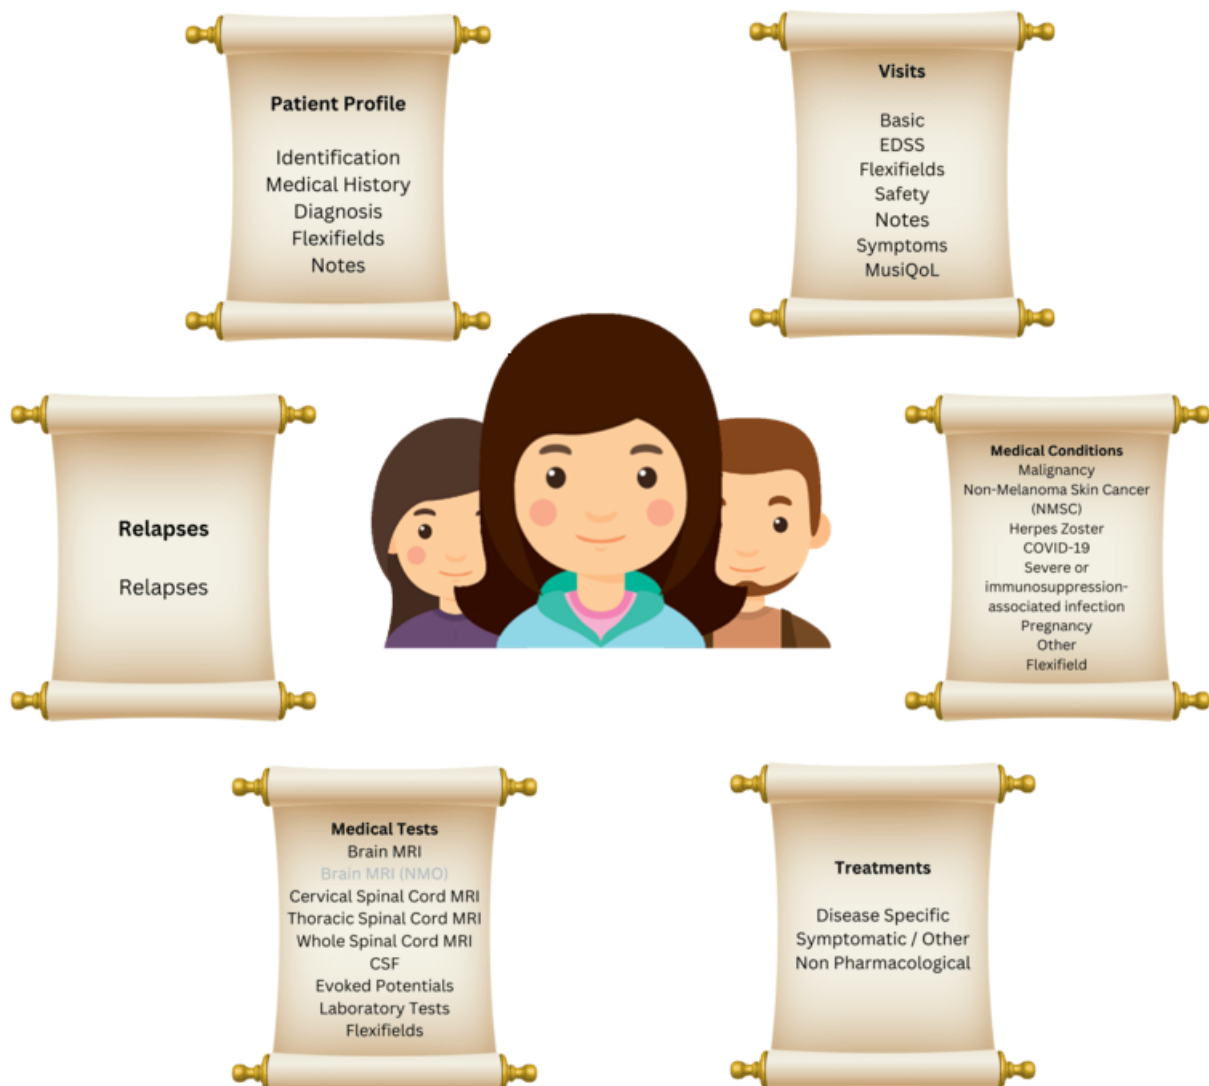 Patient Profile
Identification
Medical History
Diagnosis
Flexifields
Notes
Visits
Basic
EDSS
Flexifields
Safety
Notes
Symptoms
MusiQoL
Relapses
Relapses
Medical Conditions
Malignancy
Non-Melanoma Skin Cancer
(NMSC)
Herpes Zoster
COVID-19
Severe or
immunosuppression-
associated infection
Pregnancy
Other
Flexifield
Medical Tests
Brain MRI
Brain MRI (NMO)
Cervical Spinal Cord MRI
Thoracic Spinal Cord MRI
Whole Spinal Cord MRI
CSF
Evoked Potentials
Laboratory Tests
Flexifields
Treatments
Disease Specific
Symptomatic / Other
Non Pharmacological